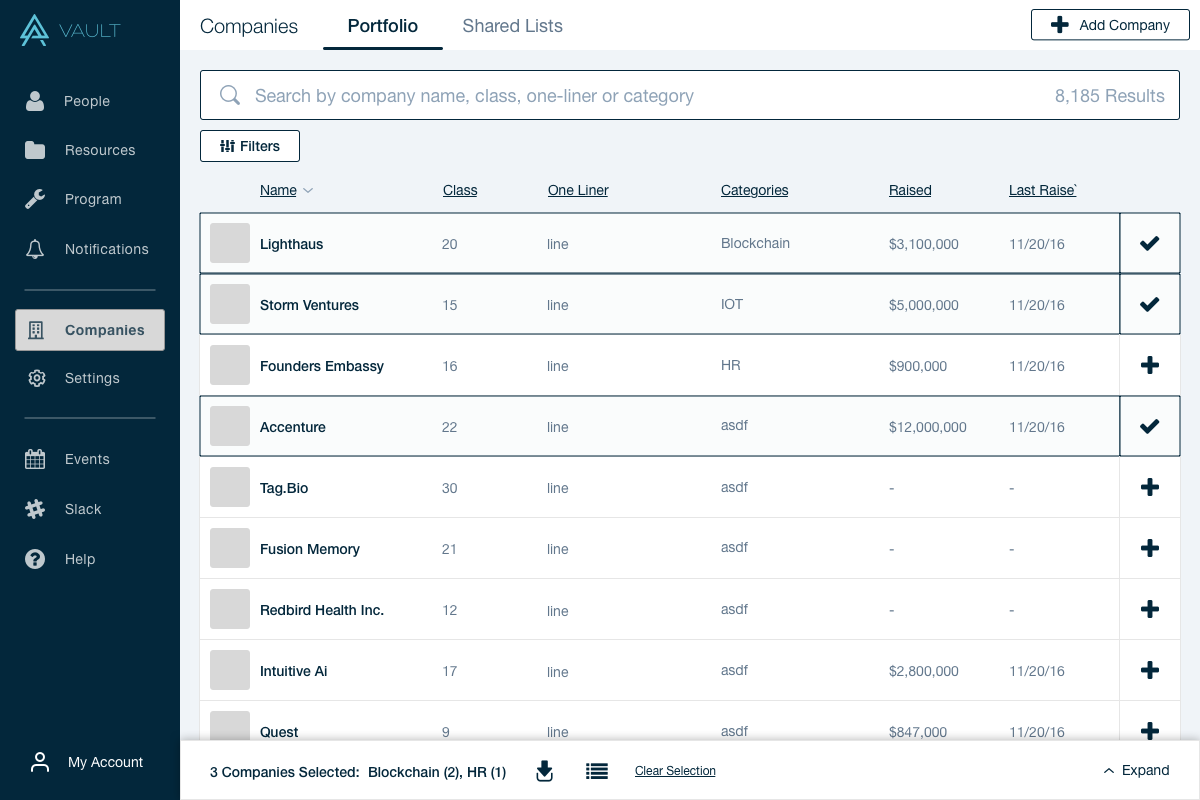 VAULT
People
Resources
Program
Notifications
Companies
Settings
Events
Slack
Help
My Account
Companies Portfolio Shared Lists Add Company
Search by company name, class, one-liner or category 8,185 Results
Filters
Name Class One Liner Categories Raised Last Raise`
Lighthaus 20 line Blockchain $3,100,000 11/20/16
Storm Ventures 15 line IOT $5,000,000 11/20/16
Founders Embassy 16 line HR $900,000 11/20/16
Accenture 22 line asdf $12,000,000 11/20/16
Tag.Bio 30 line asdf - -
Fusion Memory 21 line asdf - -
Redbird Health Inc. 12 line asdf - -
Intuitive Ai 17 line asdf $2,800,000 11/20/16
Quest 9 line asdf $847,000 11/20/16
3 Companies Selected: Blockchain (2), HR (1) Clear Selection Expand